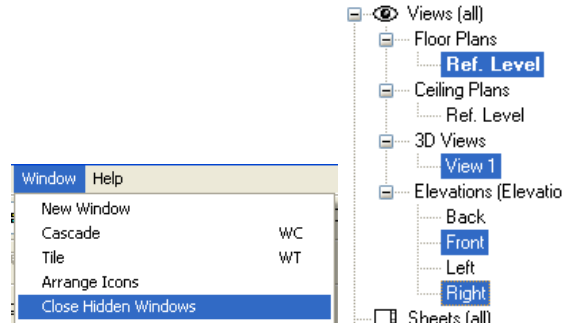 Window Help
New Window
Cascade WC
Tile WT
Arrange Icons
Close Hidden Windows
Views (all)
Floor Plans
Ref. Level
Ceiling Plans
Ref. Level
3D Views
View 1
Elevations (Elevatio
Back
Front
Left
Right
Sheets (all)